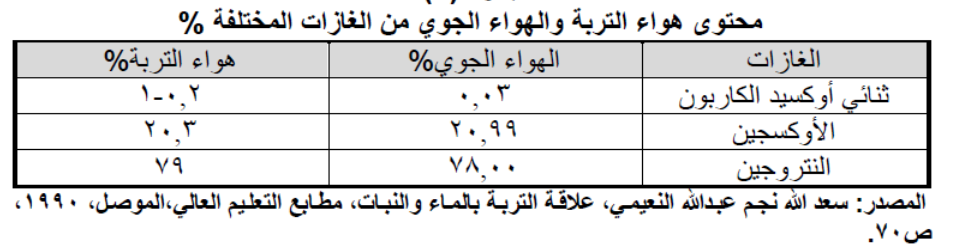 محتوى هواء التربة والهواء الجوي من الغازات المختلفة %
الغازات الهواء الجوي% هواء التربة%
ثنائي أوكسيد الكاربون ٠,٠٣ ٠,٢-١
الأوكسجين ٢٠,٩٩ ٢٠,٣
النتروجين ٧٨,٠٠ ٧٩
المصدر: سعد الله نجم عبدالله النعيمي، علاقة التربة بالماء والنبات، مطابع التعليم العالي،الموصل، ١٩٩٠،
ص٧٠.